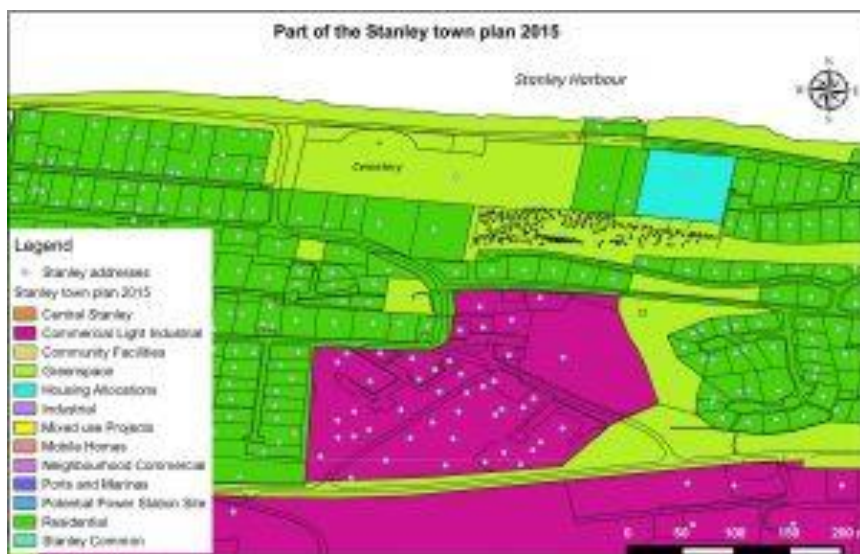 Part of the Stanley town plan 2015
Stanley Harbour
N
E
S
Cemetery
Legend
Stanley addresses
Stanley town plan 2015
Central Stanley
Commercial Light Industrial
Community Facilities
Greenspace
Housing Allocations
Industrial
Mixed use Projects
Mobile Homes
Neighbourhood Commercial
Ports and Marinas
Potential Power Station Site
Residential
Stanley Common
0 50 100 150 200